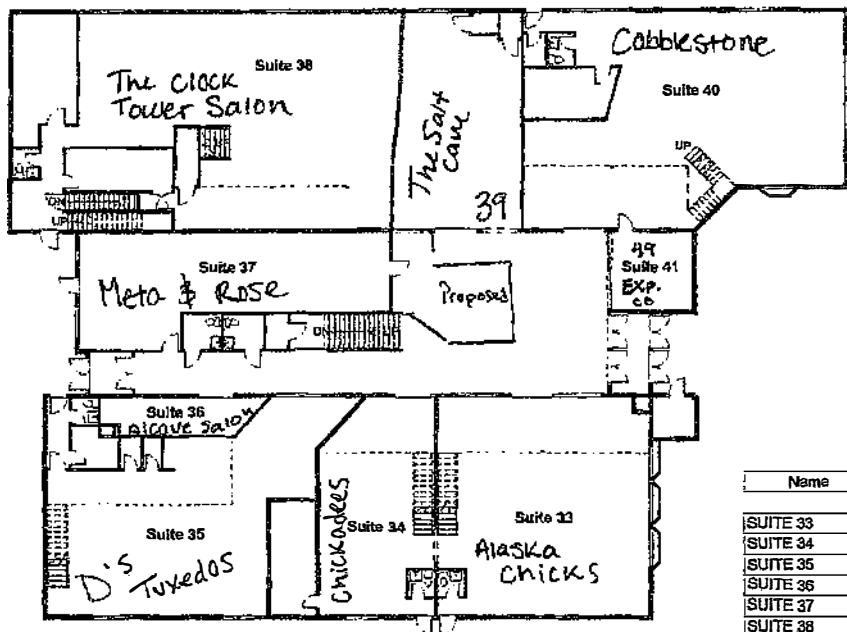 Suite 38
The Clock
Tower Salon
The Salt
Cave
39
Cobblestone
Suite 40
UP
DN
UP
Suite 37
Meta & Rose
Proposed
49
Suite 41
Exp.
Co
DN
Suite 36
Alcove Salon
Suite 35
D's Tuxedos
Chickadees
Suite 34
Suite 33
Alaska
Chicks
Name
SUITE 33
SUITE 34
SUITE 35
SUITE 36
SUITE 37
SUITE 38